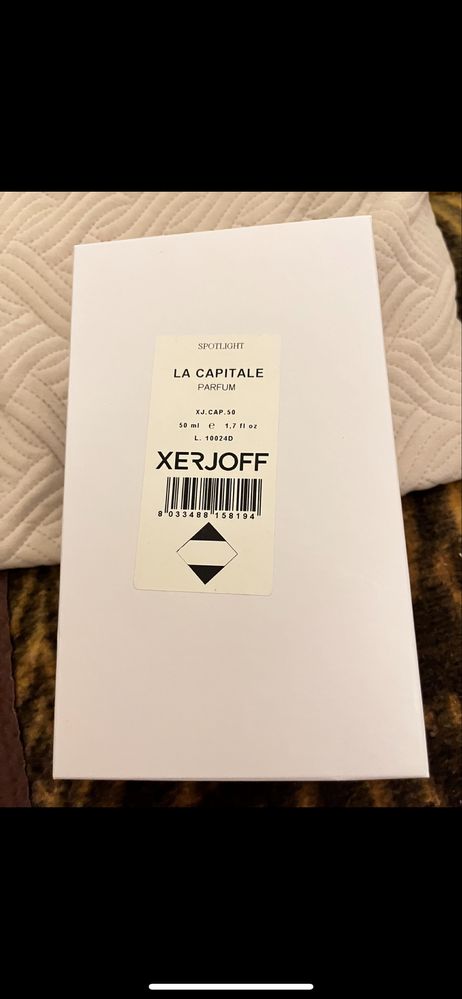 SPOTLIGHT
LA CAPITALE
PARFUM
XJ.CAP.50
50 ml ℮ 1,7 fl oz
L. 10024D
XERJOFF
8 033488 158194